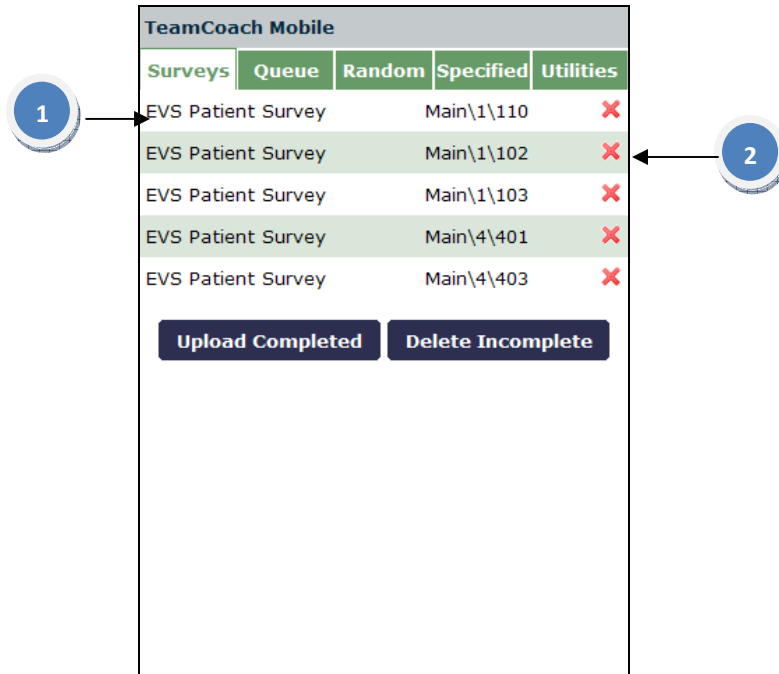 TeamCoach Mobile
Surveys Queue Random Specified Utilities
1 EVS Patient Survey Main\1\110
EVS Patient Survey Main\1\102 2
EVS Patient Survey Main\1\103
EVS Patient Survey Main\4\401
EVS Patient Survey Main\4\403
Upload Completed Delete Incomplete